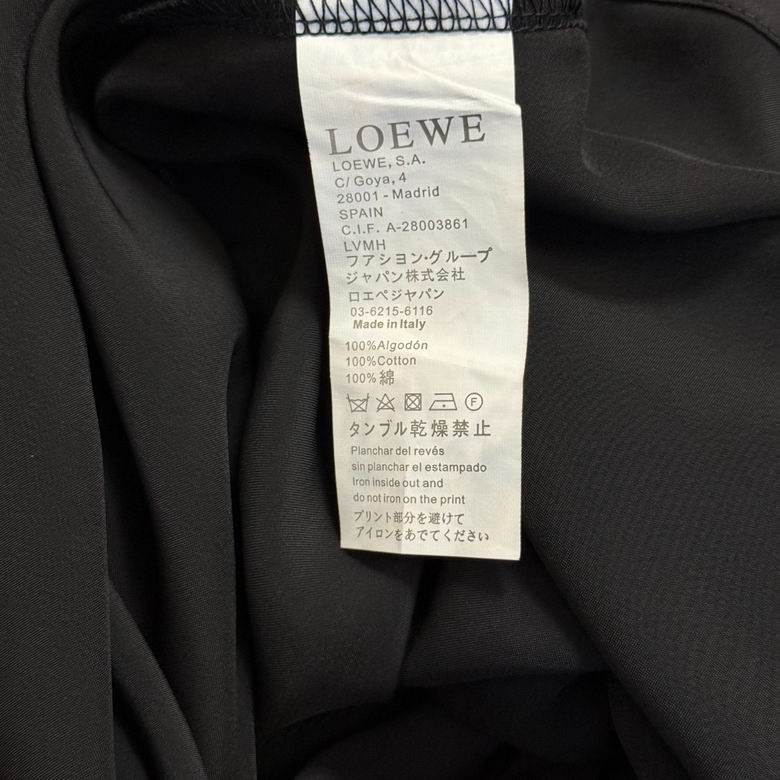 LOEWE
LOEWE, S.A.
C/ Goya, 4
28001 - Madrid
SPAIN
C.I.F. A-28003861
LVMH
フアシヨン・グループ
ジャパン株式会社
ロエペジヤパン
03-6215-6116
Made in Italy
100%Algodón
100%Cotton
100%綿
F
タンブル乾燥禁止
Planchar del revés
sin planchar el estampado
Iron inside out and
do not iron on the print
プリント部分を避けて
アイロンをあでてください